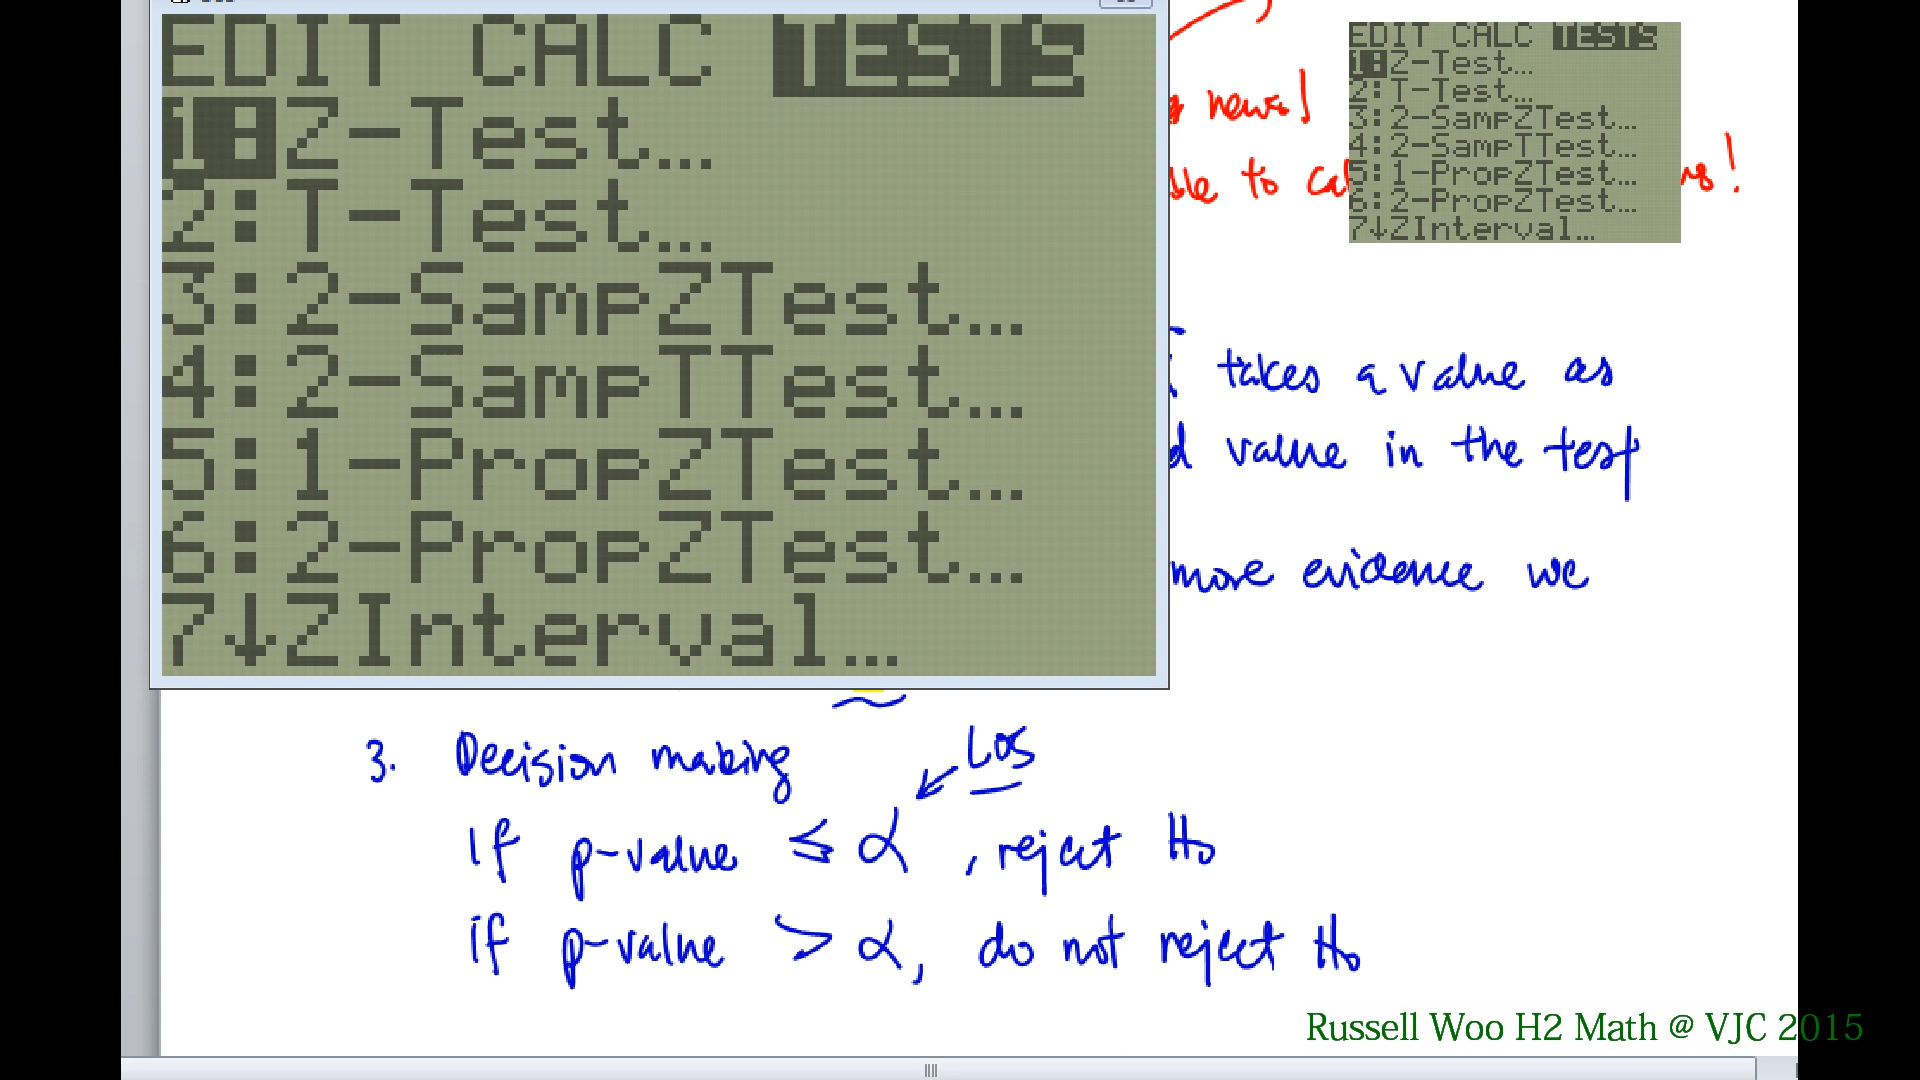 EDIT CALC TESTS
1:Z-Test…
2:T-Test…
3:2-SampZTest…
4:2-SampTTest…
5:1-PropZTest…
6:2-PropZTest…
7↓ZInterval…
EDIT CALC TESTS
1:Z-Test…
2:T-Test…
3:2-SampZTest…
4:2-SampTTest…
5:1-PropZTest…
6:2-PropZTest…
7↓ZInterval…
news!
to
!
takes a value as
value in the test
more evidence we
3. Decision making
LOS
If p-value ≤ α , reject H₀
if p-value > α, do not reject H₀
Russell Woo H2 Math @ VJC 2015